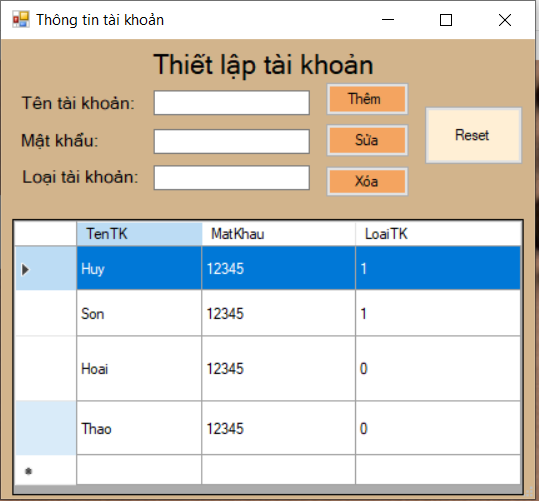 Thông tin tài khoản
Thiết lập tài khoản
Tên tài khoản: Thêm
Mật khẩu: Sửa Reset
Loại tài khoản: Xóa
TenTK MatKhau LoaiTK
Huy 12345 1
Son 12345 1
Hoai 12345 0
Thao 12345 0